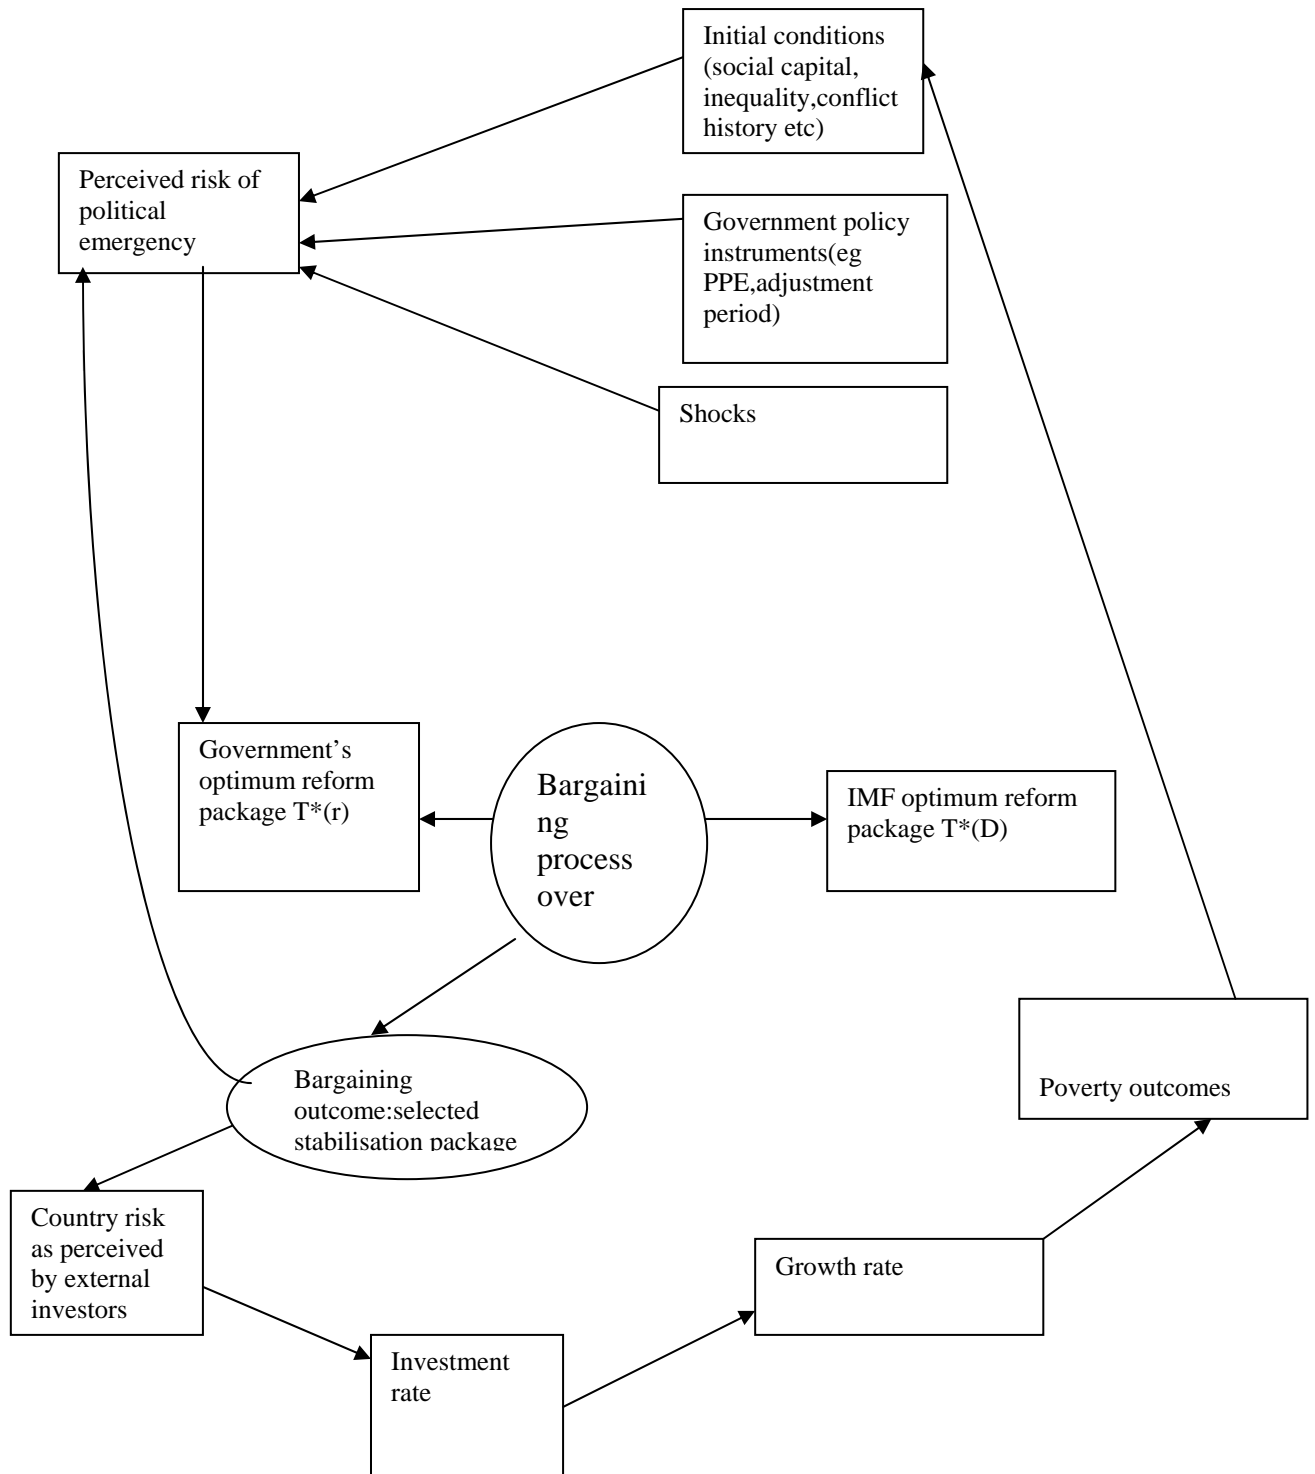 Initial conditions
(social capital,
inequality,conflict
history etc)
Perceived risk of
political
emergency
Government policy
instruments(eg
PPE,adjustment
period)
Shocks
Government’s
optimum reform
package T*(r)
Bargaini
ng
process
over
IMF optimum reform
package T*(D)
Bargaining
outcome:selected
stabilisation package
Poverty outcomes
Country risk
as perceived
by external
investors
Growth rate
Investment
rate